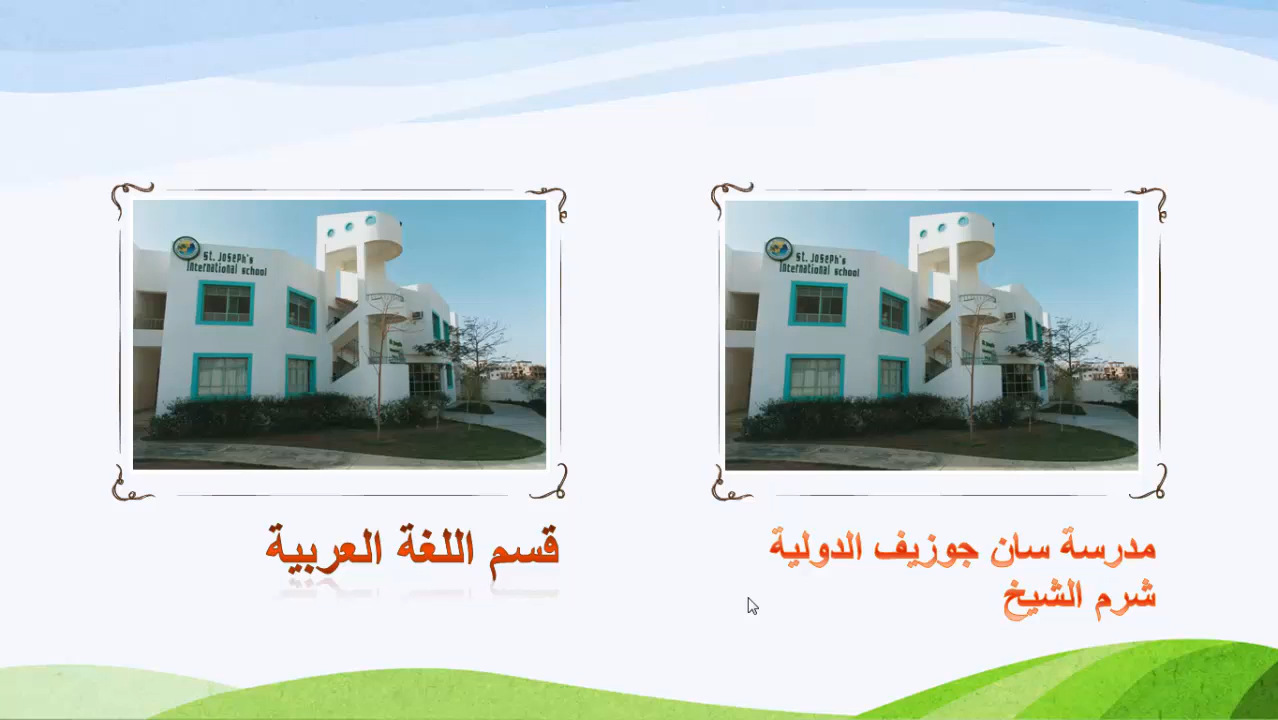 St. Joseph's
International school
St. Joseph's
International school
مدرسة سان جوزيف الدولية
شرم الشيخ
قسم اللغة العربية